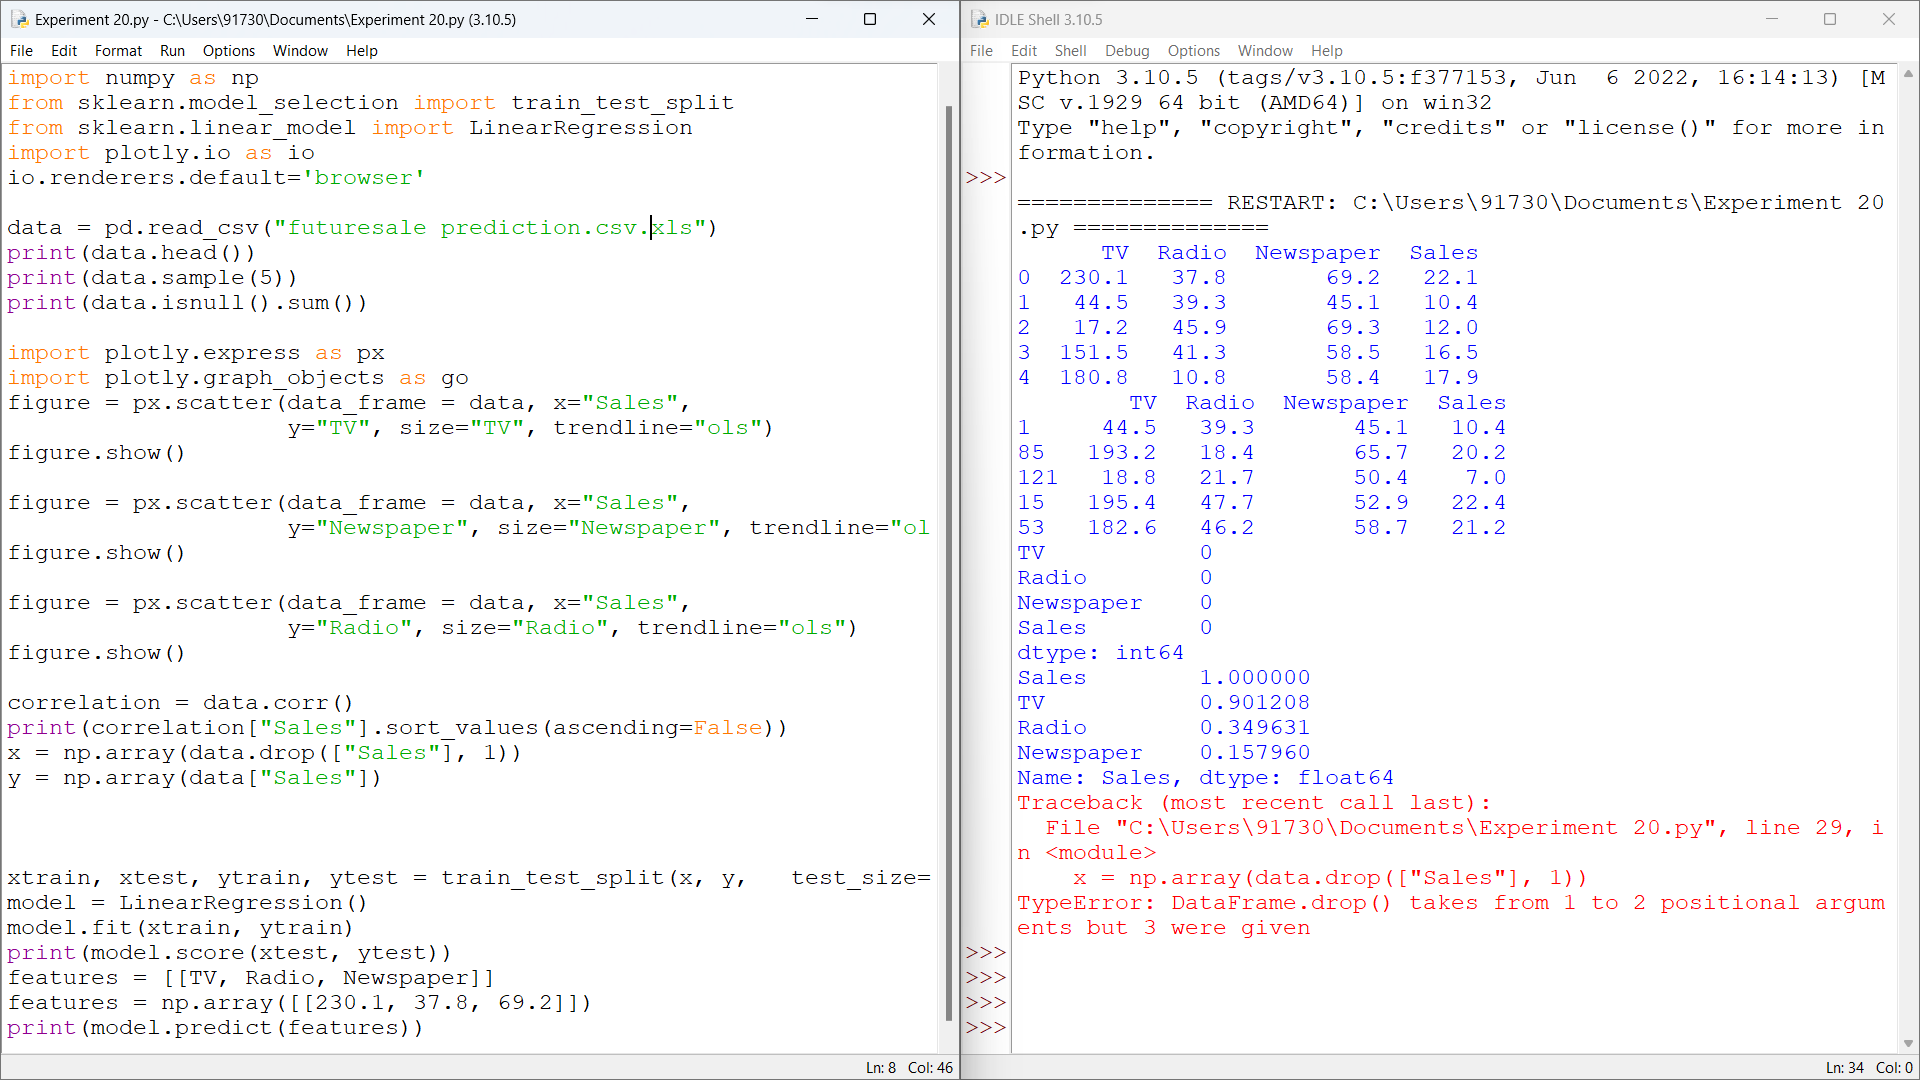 Experiment 20.py - C:\Users\91730\Documents\Experiment 20.py (3.10.5)
File Edit Format Run Options Window Help
import numpy as np
from sklearn.model_selection import train_test_split
from sklearn.linear_model import LinearRegression
import plotly.io as io
io.renderers.default='browser'
data = pd.read_csv("futuresale prediction.csv.xls")
print(data.head())
print(data.sample(5))
print(data.isnull().sum())
import plotly.express as px
import plotly.graph_objects as go
figure = px.scatter(data_frame = data, x="Sales",
                    y="TV", size="TV", trendline="ols")
figure.show()
figure = px.scatter(data_frame = data, x="Sales",
                    y="Newspaper", size="Newspaper", trendline="ol
figure.show()
figure = px.scatter(data_frame = data, x="Sales",
                    y="Radio", size="Radio", trendline="ols")
figure.show()
correlation = data.corr()
print(correlation["Sales"].sort_values(ascending=False))
x = np.array(data.drop(["Sales"], 1))
y = np.array(data["Sales"])
xtrain, xtest, ytrain, ytest = train_test_split(x, y,   test_size=
model = LinearRegression()
model.fit(xtrain, ytrain)
print(model.score(xtest, ytest))
features = [[TV, Radio, Newspaper]]
features = np.array([[230.1, 37.8, 69.2]])
print(model.predict(features))
Ln: 8 Col: 46
IDLE Shell 3.10.5
File Edit Shell Debug Options Window Help
Python 3.10.5 (tags/v3.10.5:f377153, Jun  6 2022, 16:14:13) [M
SC v.1929 64 bit (AMD64)] on win32
Type "help", "copyright", "credits" or "license()" for more in
formation.
>>>
============== RESTART: C:\Users\91730\Documents\Experiment 20
.py ==============
      TV  Radio  Newspaper  Sales
0  230.1   37.8       69.2   22.1
1   44.5   39.3       45.1   10.4
2   17.2   45.9       69.3   12.0
3  151.5   41.3       58.5   16.5
4  180.8   10.8       58.4   17.9
        TV  Radio  Newspaper  Sales
1     44.5   39.3       45.1   10.4
85   193.2   18.4       65.7   20.2
121   18.8   21.7       50.4    7.0
15   195.4   47.7       52.9   22.4
53   182.6   46.2       58.7   21.2
TV           0
Radio        0
Newspaper    0
Sales        0
dtype: int64
Sales        1.000000
TV           0.901208
Radio        0.349631
Newspaper    0.157960
Name: Sales, dtype: float64
Traceback (most recent call last):
  File "C:\Users\91730\Documents\Experiment 20.py", line 29, i
n <module>
    x = np.array(data.drop(["Sales"], 1))
TypeError: DataFrame.drop() takes from 1 to 2 positional argum
ents but 3 were given
>>>
>>>
>>>
>>>
Ln: 34 Col: 0